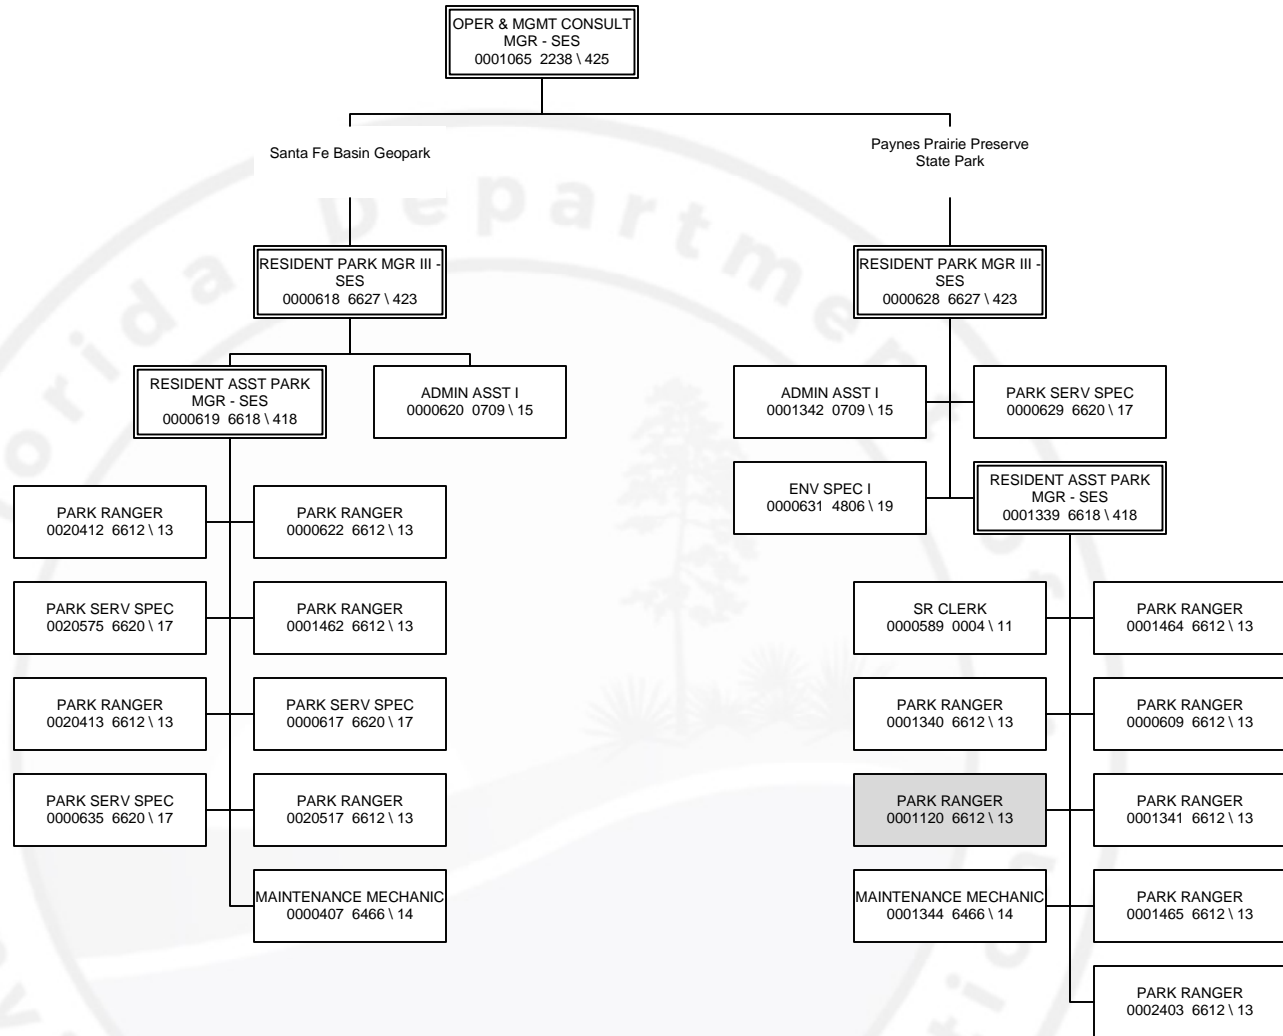 OPER & MGMT CONSULT
MGR - SES
0001065 2238 \ 425
Santa Fe Basin Geopark
Paynes Prairie Preserve
State Park
RESIDENT PARK MGR III -
SES
0000618 6627 \ 423
RESIDENT PARK MGR III -
SES
0000628 6627 \ 423
RESIDENT ASST PARK
MGR - SES
0000619 6618 \ 418
ADMIN ASST I
0000620 0709 \ 15
ADMIN ASST I
0001342 0709 \ 15
PARK SERV SPEC
0000629 6620 \ 17
ENV SPEC I
0000631 4806 \ 19
RESIDENT ASST PARK
MGR - SES
0001339 6618 \ 418
PARK RANGER
0020412 6612 \ 13
PARK RANGER
0000622 6612 \ 13
PARK SERV SPEC
0020575 6620 \ 17
PARK RANGER
0001462 6612 \ 13
SR CLERK
0000589 0004 \ 11
PARK RANGER
0001464 6612 \ 13
PARK RANGER
0020413 6612 \ 13
PARK SERV SPEC
0000617 6620 \ 17
PARK RANGER
0001340 6612 \ 13
PARK RANGER
0000609 6612 \ 13
PARK SERV SPEC
0000635 6620 \ 17
PARK RANGER
0020517 6612 \ 13
PARK RANGER
0001120 6612 \ 13
PARK RANGER
0001341 6612 \ 13
MAINTENANCE MECHANIC
0000407 6466 \ 14
MAINTENANCE MECHANIC
0001344 6466 \ 14
PARK RANGER
0001465 6612 \ 13
PARK RANGER
0002403 6612 \ 13